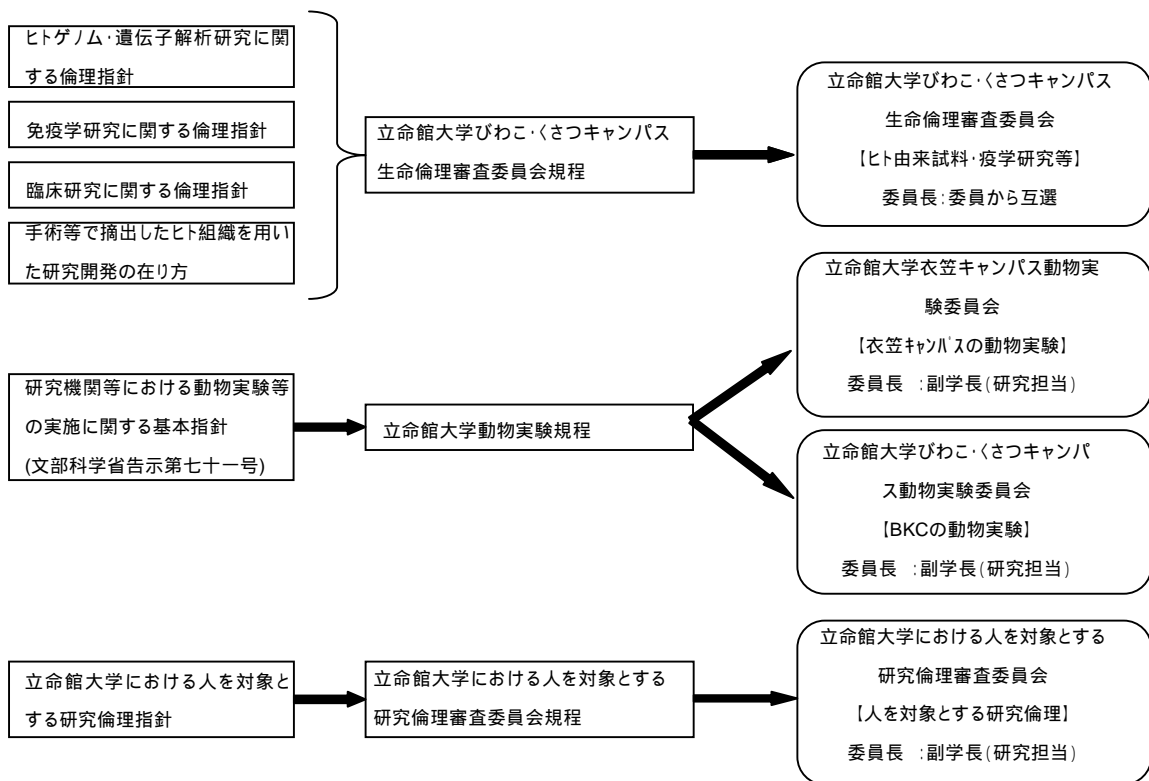 ヒトゲノム・遺伝子解析研究に関
する倫理指針
免疫学研究に関する倫理指針
臨床研究に関する倫理指針
手術等で摘出したヒト組織を用い
た研究開発の在り方
立命館大学びわこ・くさつキャンパス
生命倫理審査委員会規程
立命館大学びわこ・くさつキャンパス
生命倫理審査委員会
【ヒト由来試料・疫学研究等】
委員長:委員から互選
研究機関等における動物実験等
の実施に関する基本指針
(文部科学省告示第七十一号)
立命館大学動物実験規程
立命館大学衣笠キャンパス動物実
験委員会
【衣笠キャンパスの動物実験】
委員長 :副学長(研究担当)
立命館大学びわこ・くさつキャンパ
ス動物実験委員会
【BKCの動物実験】
委員長 :副学長(研究担当)
立命館大学における人を対象と
する研究倫理指針
立命館大学における人を対象とする
研究倫理審査委員会規程
立命館大学における人を対象とする
研究倫理審査委員会
【人を対象とする研究倫理】
委員長 :副学長(研究担当)